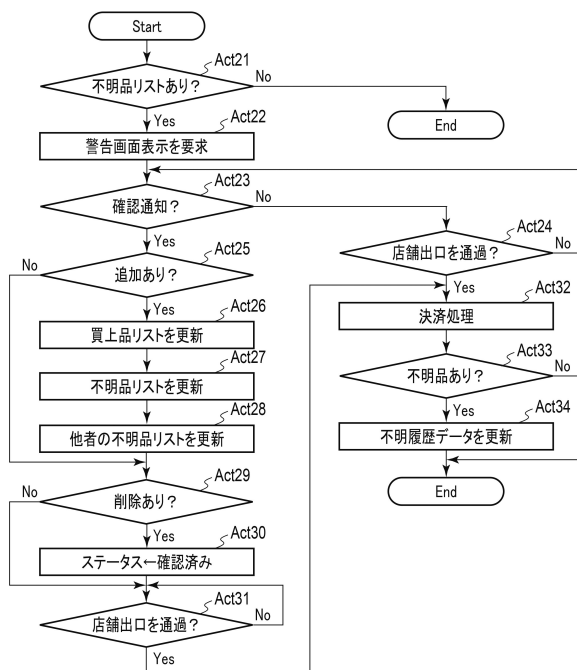 Start
Act21
不明品リストあり？
No
Yes
End
Act22
警告画面表示を要求
Act23
確認通知？
No
Yes
Act24
店舗出口を通過？
No
Yes
Act25
追加あり？
No
Yes
Act26
買上品リストを更新
Act27
不明品リストを更新
Act28
他者の不明品リストを更新
Act32
決済処理
Act33
不明品あり？
No
Yes
Act34
不明履歴データを更新
End
Act29
削除あり？
No
Yes
Act30
ステータス←確認済み
Act31
店舗出口を通過？
No
Yes